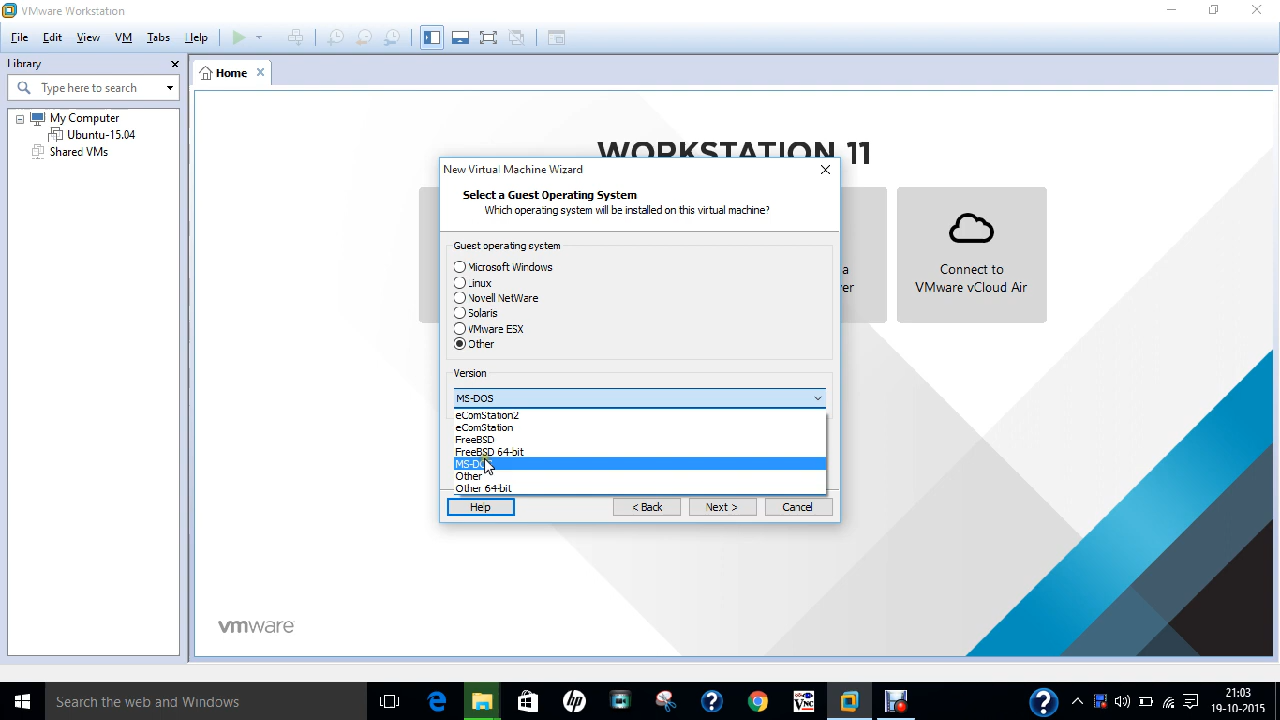 VMware Workstation
File Edit View VM Tabs Help
Library
Type here to search
My Computer
Ubuntu-15.04
Shared VMs
Home
WORKSTATION 11
New Virtual Machine Wizard
Select a Guest Operating System
Which operating system will be installed on this virtual machine?
Guest operating system
Microsoft Windows
Linux
Novell NetWare
Solaris
VMware ESX
Other
Version
MS-DOS
eComStation2
eComStation
FreeBSD
FreeBSD 64-bit
MS-DOS
Other
Other 64-bit
Help
< Back
Next >
Cancel
Connect to
VMware vCloud Air
vmware
Search the web and Windows
21:03
19-10-2015